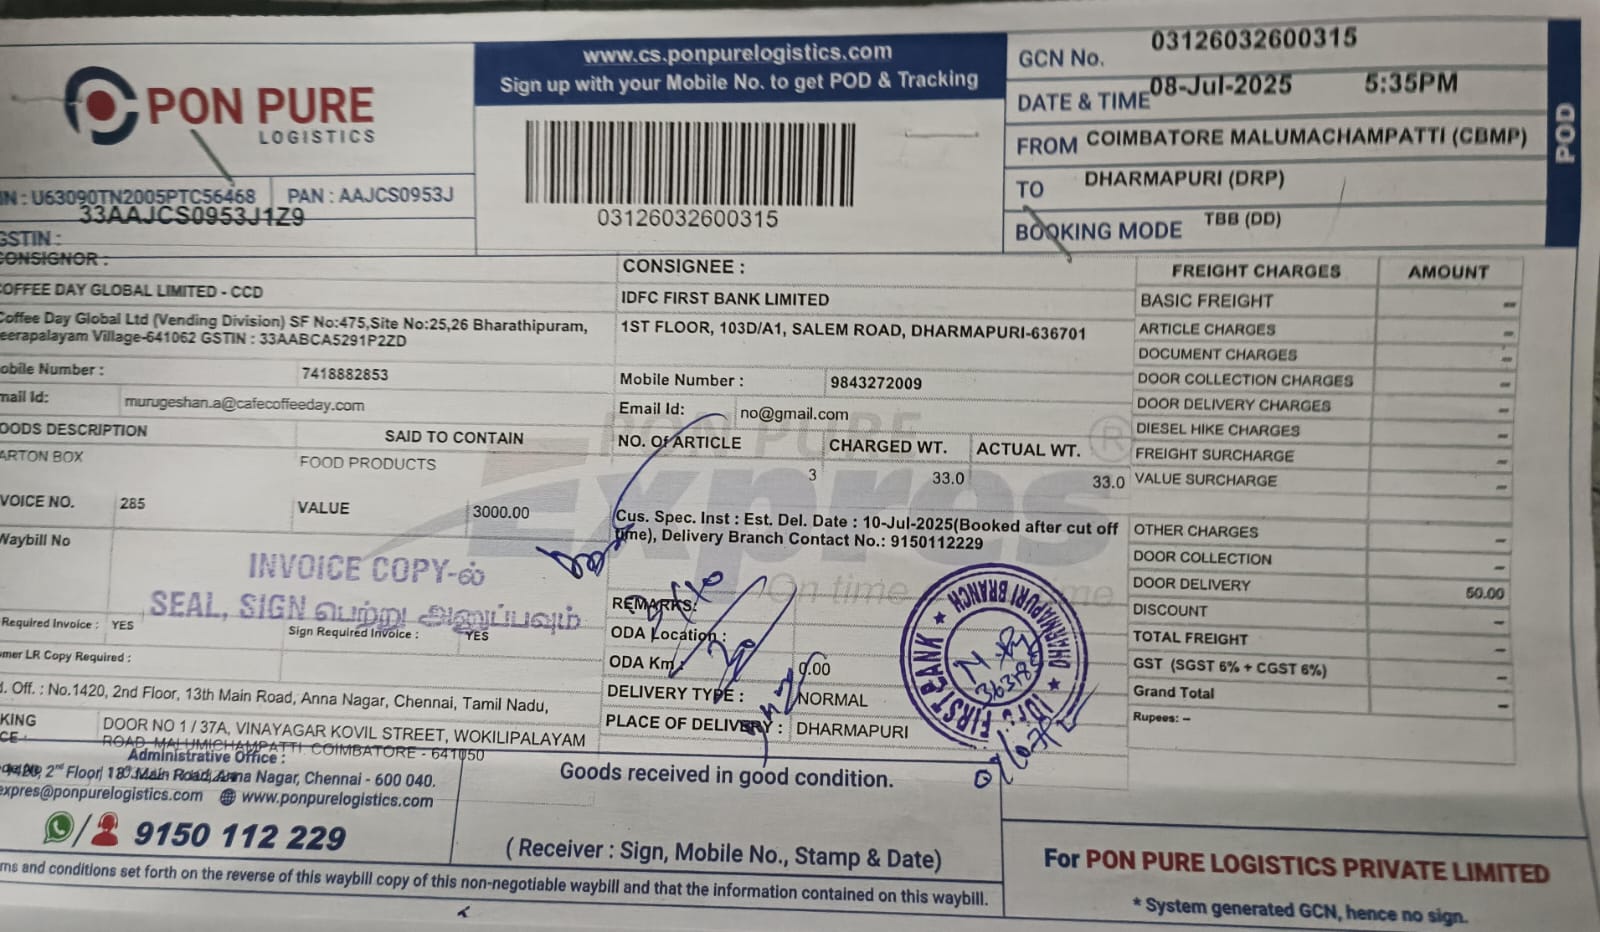 PON PURE
LOGISTICS
IN : U63090TN2005PTC56468 PAN : AAJCS0953J
33AAJCS0953J1Z9
GSTIN :
www.cs.ponpurelogistics.com
Sign up with your Mobile No. to get POD & Tracking
03126032600315
GCN No. 03126032600315
DATE & TIME 08-Jul-2025 5:35PM
FROM COIMBATORE MALUMACHAMPATTI (CBMP)
TO DHARMAPURI (DRP)
BOOKING MODE TBB (DD)
POD
CONSIGNOR :
COFFEE DAY GLOBAL LIMITED - CCD
Coffee Day Global Ltd (Vending Division) SF No:475,Site No:25,26 Bharathipuram,
eerapalayam Village-641062 GSTIN : 33AABCA5291P2ZD
obile Number : 7418882853
mail Id: murugeshan.a@cafecoffeeday.com
OODS DESCRIPTION SAID TO CONTAIN
ARTON BOX FOOD PRODUCTS
VOICE NO. 285 VALUE 3000.00
Waybill No
INVOICE COPY-ல்
SEAL, SIGN பெற்று அனுப்பவும்
Required Invoice : YES Sign Required Invoice : YES
mer LR Copy Required :
d. Off. : No.1420, 2nd Floor, 13th Main Road, Anna Nagar, Chennai, Tamil Nadu,
KING
CE : DOOR NO 1 / 37A, VINAYAGAR KOVIL STREET, WOKILIPALAYAM
ROAD, MALUMICHAMPATTI. COIMBATORE - 641050
CONSIGNEE :
IDFC FIRST BANK LIMITED
1ST FLOOR, 103D/A1, SALEM ROAD, DHARMAPURI-636701
Mobile Number : 9843272009
Email Id: no@gmail.com
NO. Of ARTICLE CHARGED WT. ACTUAL WT.
3 33.0 33.0
PON PURE
Expres ®
On time
Cus. Spec. Inst : Est. Del. Date : 10-Jul-2025(Booked after cut off
time), Delivery Branch Contact No.: 9150112229
REMARKS:
ODA Location :
ODA Km : 0.00
DELIVERY TYPE : NORMAL
PLACE OF DELIVERY : DHARMAPURI
IDFC FIRST BANK
DHARMAPURI BRANCH
FREIGHT CHARGES AMOUNT
BASIC FREIGHT –
ARTICLE CHARGES –
DOCUMENT CHARGES –
DOOR COLLECTION CHARGES –
DOOR DELIVERY CHARGES –
DIESEL HIKE CHARGES –
FREIGHT SURCHARGE –
VALUE SURCHARGE –
OTHER CHARGES –
DOOR COLLECTION –
DOOR DELIVERY 50.00
DISCOUNT –
TOTAL FREIGHT –
GST (SGST 6% + CGST 6%) –
Grand Total –
Rupees: –
Administrative Office :
1420, 2nd Floor, 18th Main Road, Anna Nagar, Chennai - 600 040.
expres@ponpurelogistics.com www.ponpurelogistics.com
9150 112 229
Goods received in good condition.
( Receiver : Sign, Mobile No., Stamp & Date)
ms and conditions set forth on the reverse of this waybill copy of this non-negotiable waybill and that the information contained on this waybill.
For PON PURE LOGISTICS PRIVATE LIMITED
* System generated GCN, hence no sign.